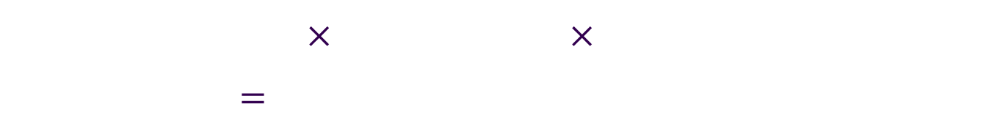 × ×
=